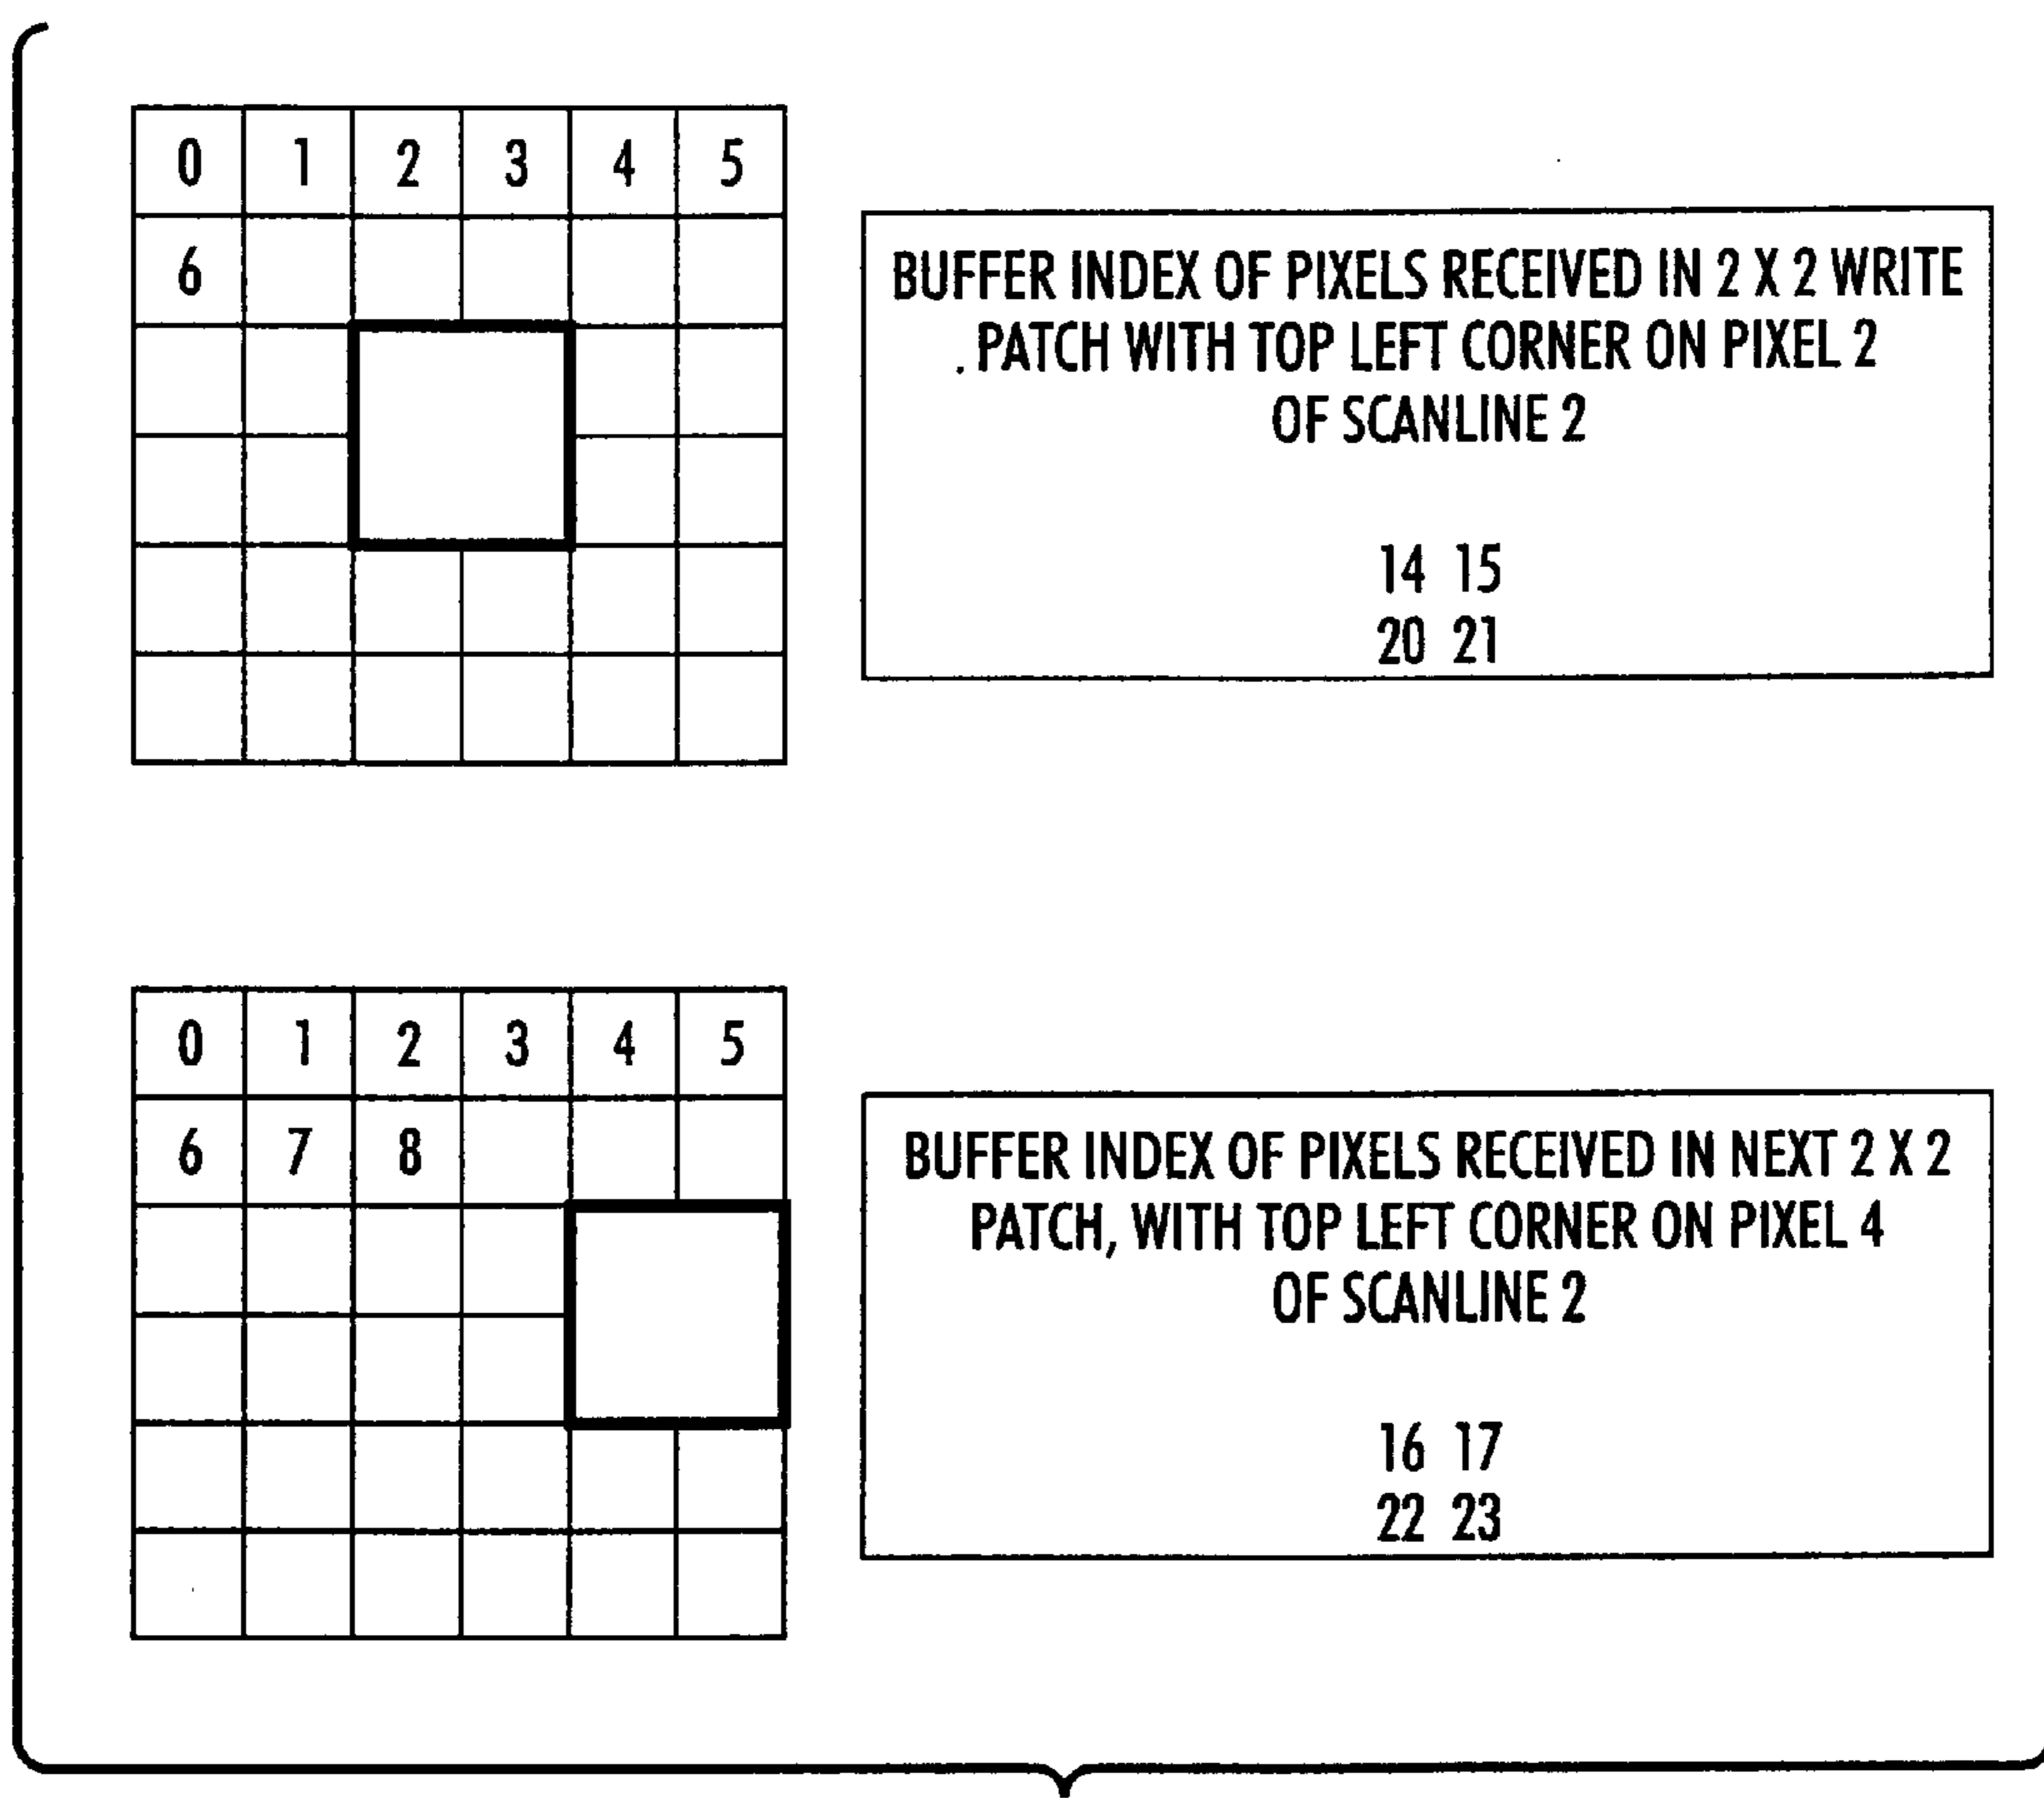 0 1 2 3 4 5
6
BUFFER INDEX OF PIXELS RECEIVED IN 2 X 2 WRITE
PATCH WITH TOP LEFT CORNER ON PIXEL 2
OF SCANLINE 2
14 15
20 21
0 1 2 3 4 5
6 7 8
BUFFER INDEX OF PIXELS RECEIVED IN NEXT 2 X 2
PATCH, WITH TOP LEFT CORNER ON PIXEL 4
OF SCANLINE 2
16 17
22 23